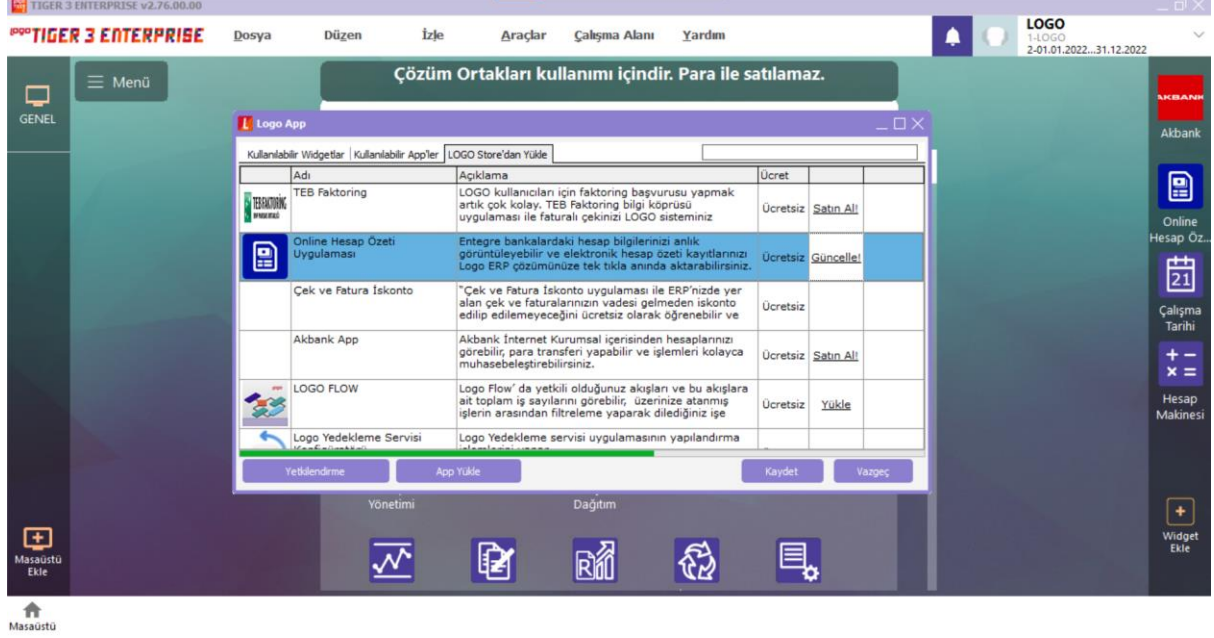 TIGER 3 ENTERPRISE v2.76.00.00
LOGO TIGER 3 ENTERPRISE
Dosya Düzen İzle Araçlar Çalışma Alanı Yardım
LOGO
1-LOGO
2-01.01.2022...31.12.2022
GENEL
Menü
Çözüm Ortakları kullanımı içindir. Para ile satılamaz.
Logo App
Kullanılabilir Widgetlar Kullanılabilir App'ler LOGO Store'dan Yükle
Adı Açıklama Ücret
TEB FAKTORİNG
TEB Faktoring
LOGO kullanıcıları için faktoring başvurusu yapmak
artık çok kolay. TEB Faktoring bilgi köprüsü
uygulaması ile faturalı çekinizi LOGO sisteminiz
Ücretsiz Satın Al!
Online Hesap Özeti
Uygulaması
Entegre bankalardaki hesap bilgilerinizi anlık
görüntüleyebilir ve elektronik hesap özeti kayıtlarınızı
Logo ERP çözümünüze tek tıkla anında aktarabilirsiniz.
Ücretsiz Güncelle!
Çek ve Fatura İskonto
"Çek ve Fatura İskonto uygulaması ile ERP'nizde yer
alan çek ve faturalarınızın vadesi gelmeden iskonto
edilip edilemeyeceğini ücretsiz olarak öğrenebilir ve
Ücretsiz
Akbank App
Akbank İnternet Kurumsal içerisinden hesaplarınızı
görebilir, para transferi yapabilir ve işlemleri kolayca
muhasebeleştirebilirsiniz.
Ücretsiz Satın Al!
LOGO FLOW
Logo Flow' da yetkili olduğunuz akışları ve bu akışlara
ait toplam iş sayılarını görebilir, üzerinize atanmış
işlerin arasından filtreleme yaparak dilediğiniz işe
Ücretsiz Yükle
Logo Yedekleme Servisi
Logo Yedekleme servisi uygulamasının yapılandırma
Yetkilendirme App Yükle Kaydet Vazgeç
Yönetimi Dağıtım
AKBANK
Akbank
Online
Hesap Öz...
21
Çalışma
Tarihi
Hesap
Makinesi
Widget
Ekle
Masaüstü
Ekle
Masaüstü